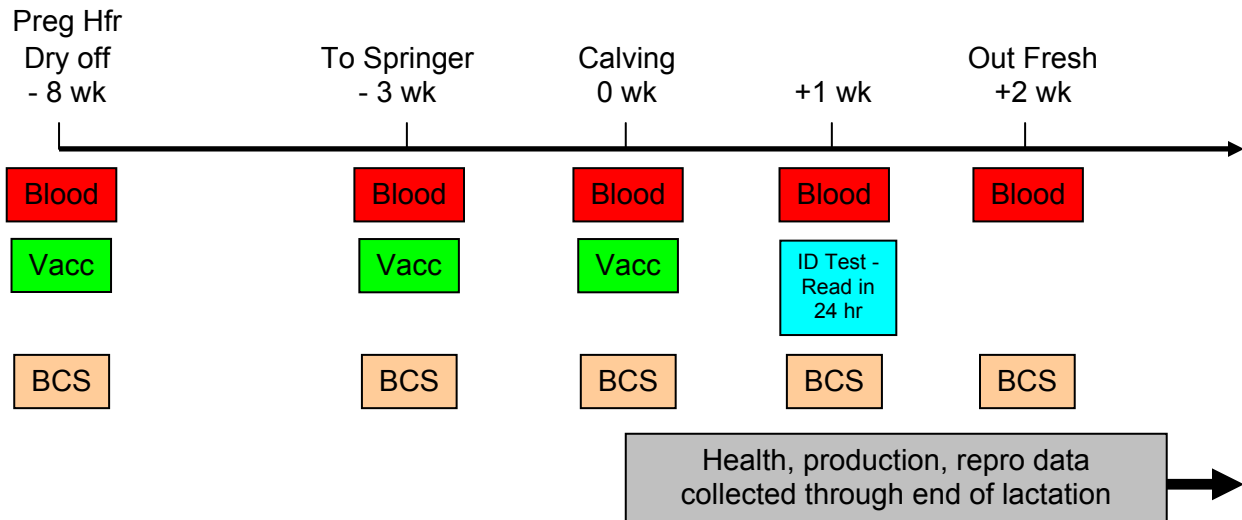 Preg Hfr
Dry off
- 8 wk
To Springer
- 3 wk
Calving
0 wk
+1 wk
Out Fresh
+2 wk
Blood
Blood
Blood
Blood
Blood
Vacc
Vacc
Vacc
ID Test -
Read in
24 hr
BCS
BCS
BCS
BCS
BCS
Health, production, repro data
collected through end of lactation